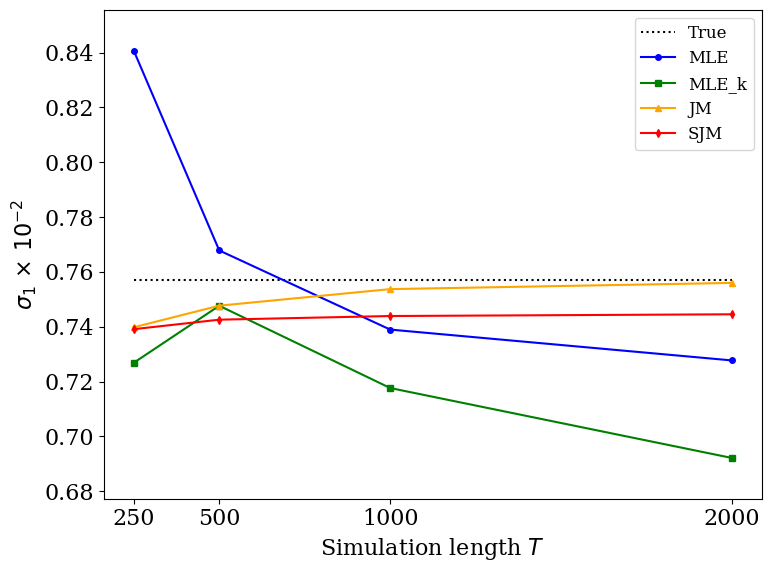 True
MLE
MLE_k
JM
SJM
0.84
0.82
0.80
0.78
0.76
0.74
0.72
0.70
0.68
σ₁ × 10⁻²
250 500 1000 2000
Simulation length T